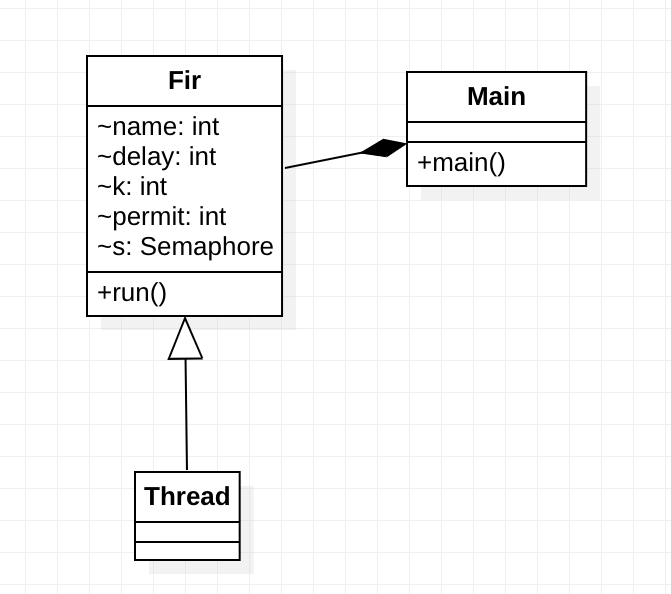 Fir
~name: int
~delay: int
~k: int
~permit: int
~s: Semaphore
+run()
Main
+main()
Thread